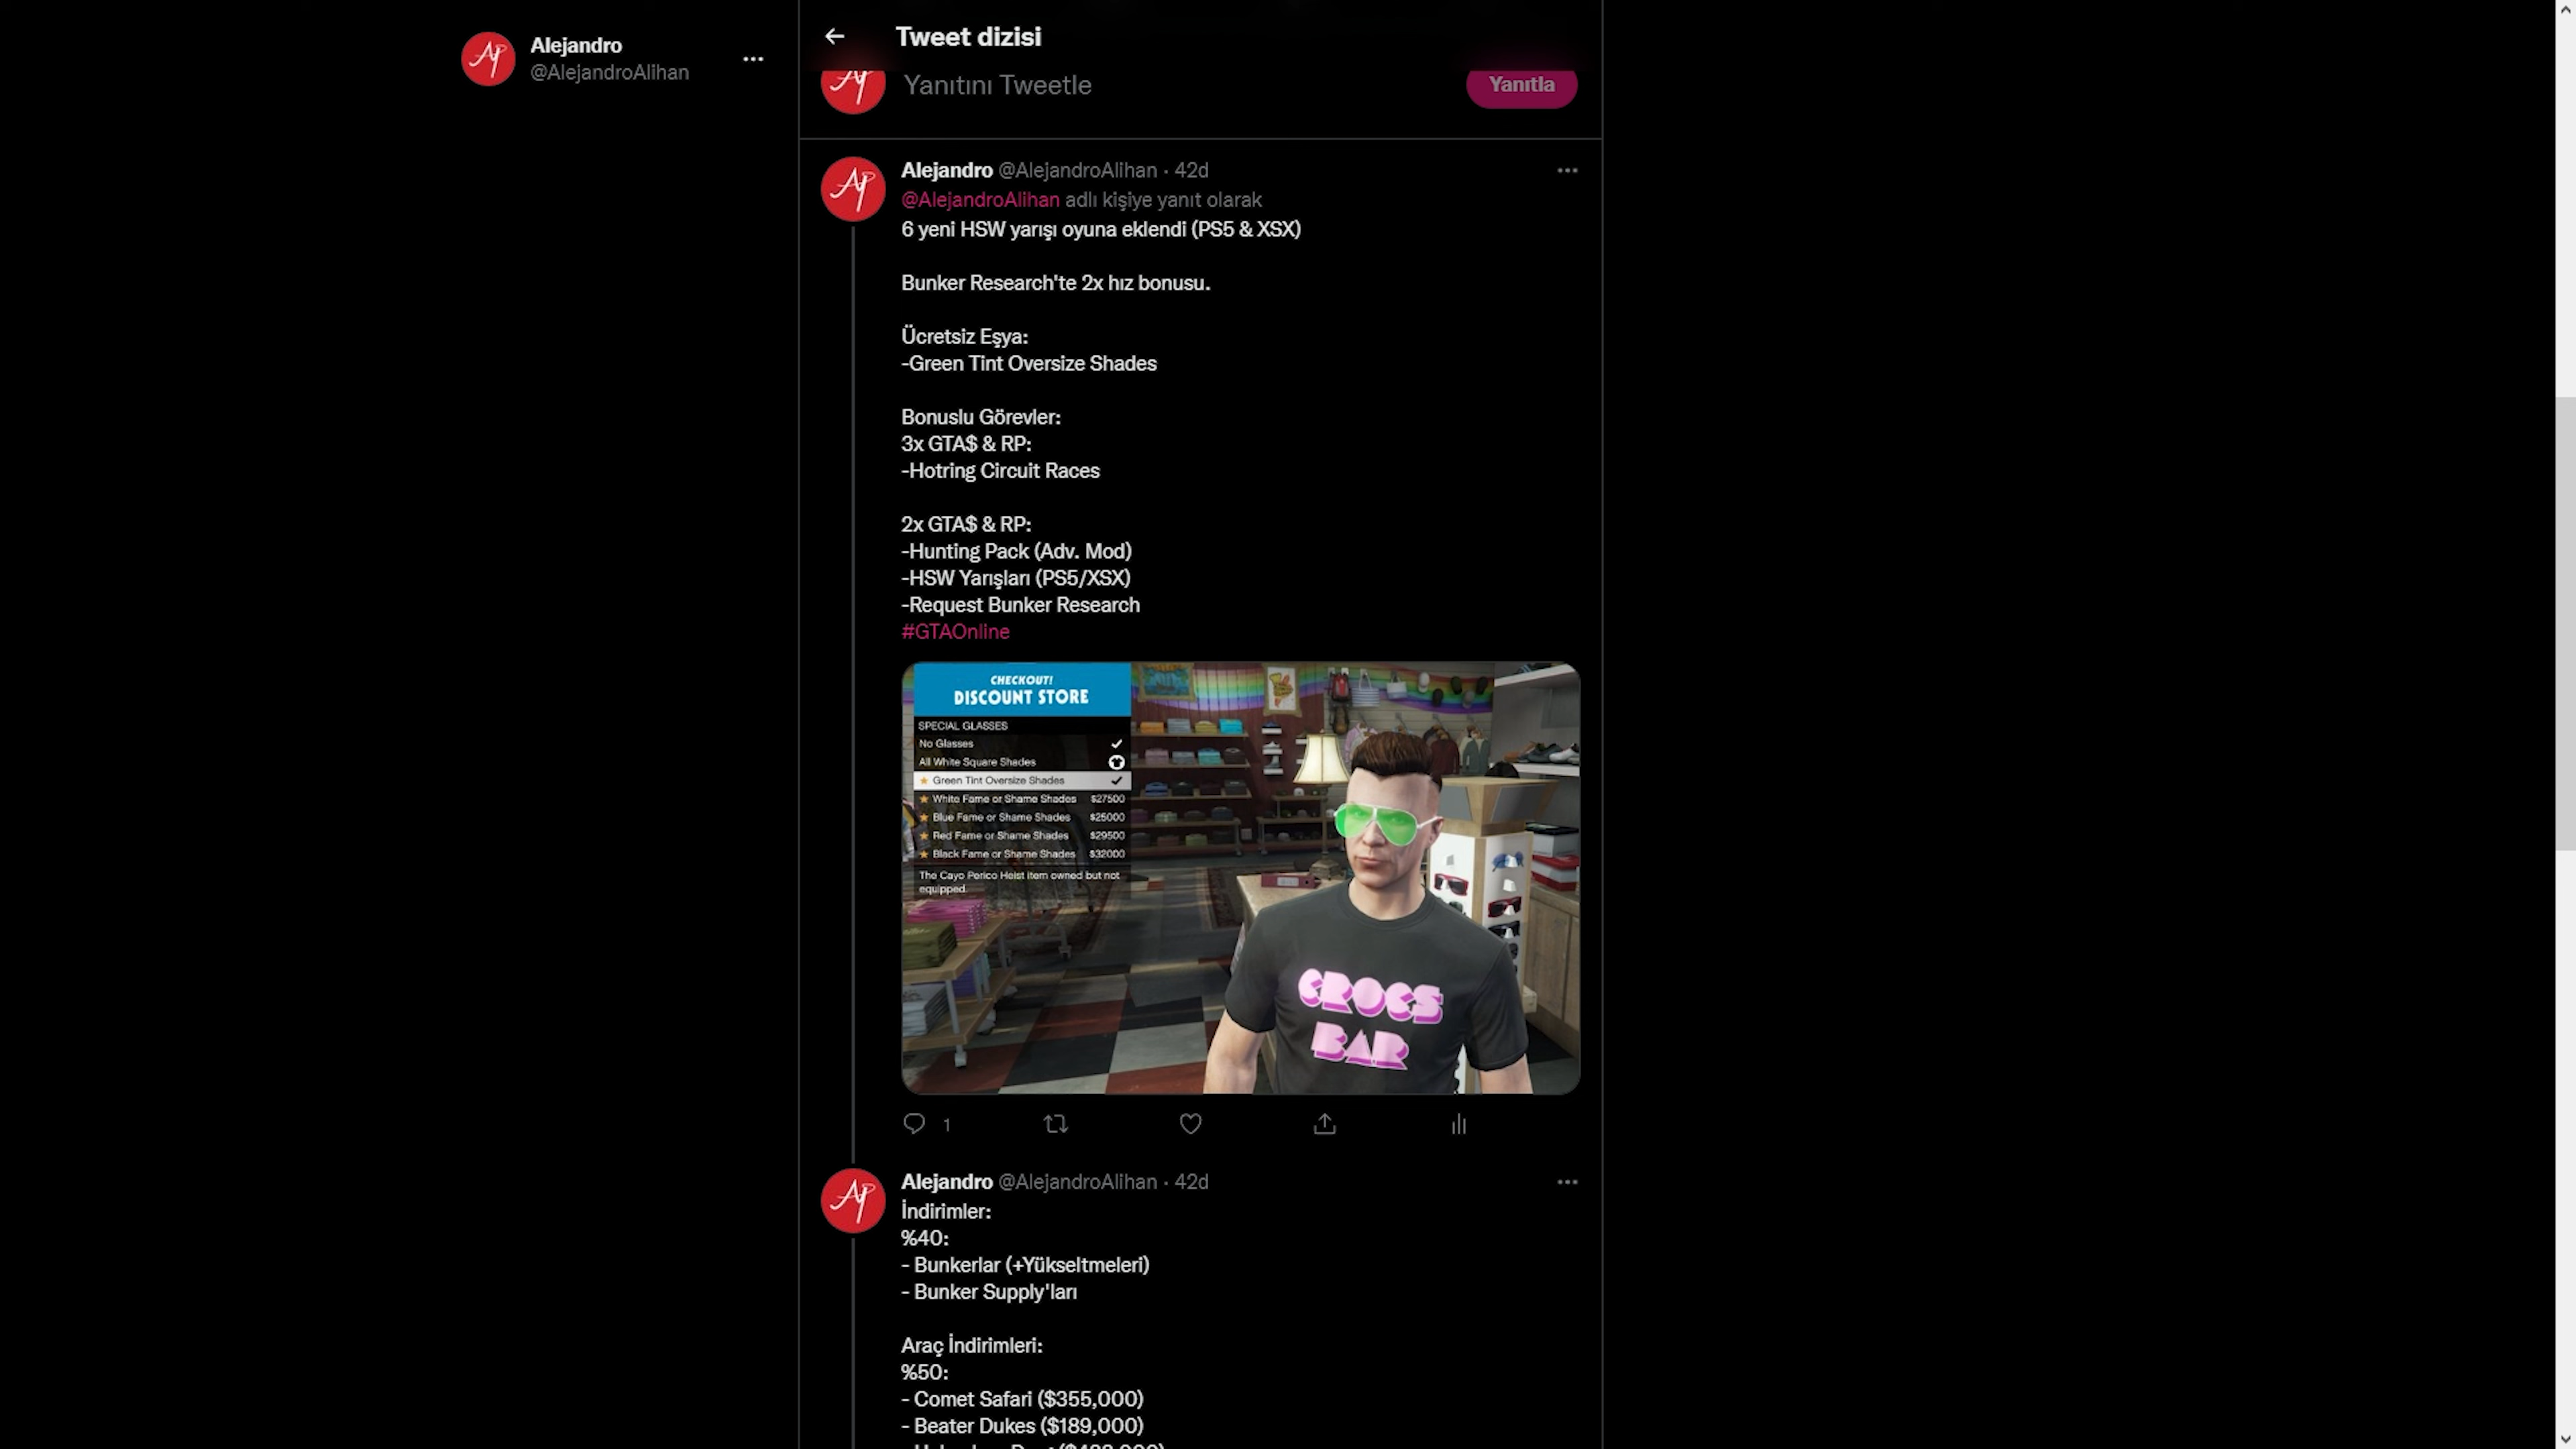 Alejandro
@AlejandroAlihan
Tweet dizisi
Yanıtını Tweetle
Yanıtla
Alejandro @AlejandroAlihan · 42d
@AlejandroAlihan adlı kişiye yanıt olarak
6 yeni HSW yarışı oyuna eklendi (PS5 & XSX)
Bunker Research'te 2x hız bonusu.
Ücretsiz Eşya:
-Green Tint Oversize Shades
Bonuslu Görevler:
3x GTA$ & RP:
-Hotring Circuit Races
2x GTA$ & RP:
-Hunting Pack (Adv. Mod)
-HSW Yarışları (PS5/XSX)
-Request Bunker Research
#GTAOnline
CHECKOUT!
DISCOUNT STORE
SPECIAL GLASSES
No Glasses
All White Square Shades
Green Tint Oversize Shades
White Fame or Shame Shades $27500
Blue Fame or Shame Shades $25000
Red Fame or Shame Shades $29500
Black Fame or Shame Shades $32000
The Cayo Perico Heist item owned but not
equipped.
CROCS
BAR
1
Alejandro @AlejandroAlihan · 42d
İndirimler:
%40:
- Bunkerlar (+Yükseltmeleri)
- Bunker Supply'ları
Araç İndirimleri:
%50:
- Comet Safari ($355,000)
- Beater Dukes ($189,000)